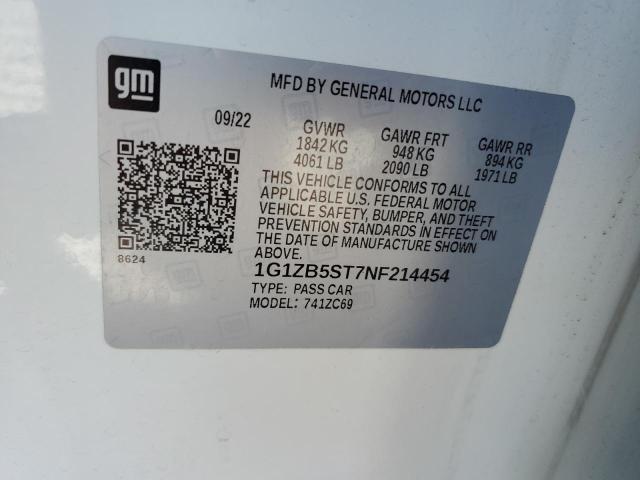 gm
MFD BY GENERAL MOTORS LLC
09/22 GVWR GAWR FRT GAWR RR
1842 KG 948 KG 894 KG
4061 LB 2090 LB 1971 LB
THIS VEHICLE CONFORMS TO ALL
APPLICABLE U.S. FEDERAL MOTOR
VEHICLE SAFETY, BUMPER, AND THEFT
PREVENTION STANDARDS IN EFFECT ON
THE DATE OF MANUFACTURE SHOWN
ABOVE.
8624
1G1ZB5ST7NF214454
TYPE: PASS CAR
MODEL: 741ZC69